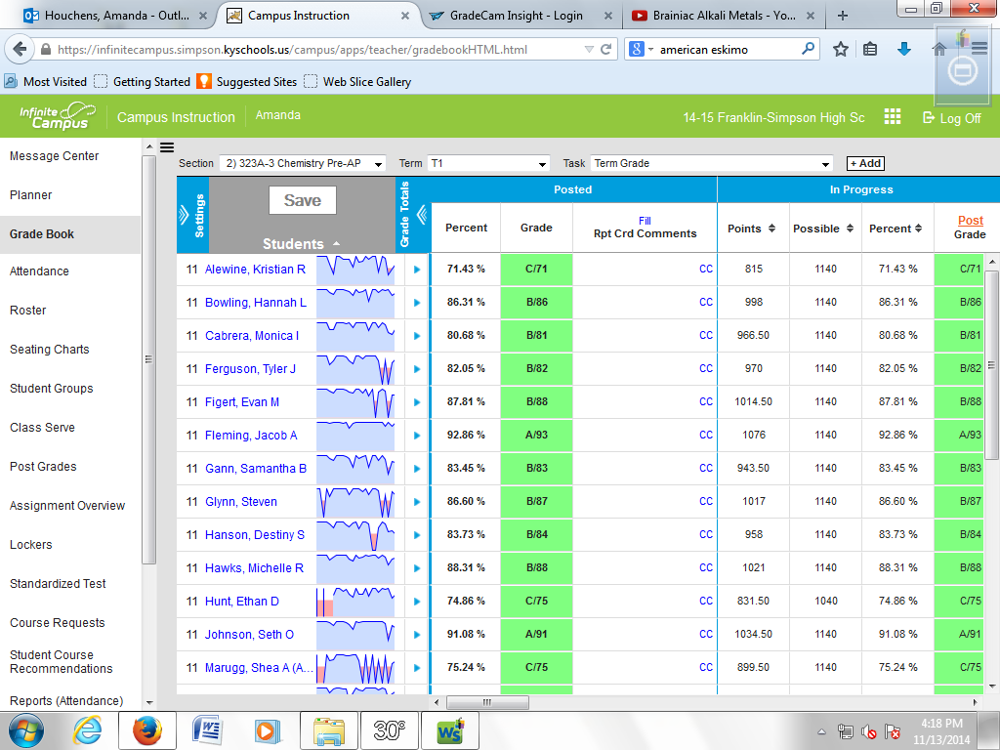 Houchens, Amanda - Outl...
Campus Instruction
GradeCam Insight - Login
Brainiac Alkali Metals - Yo...
https://infinitecampus.simpson.kyschools.us/campus/apps/teacher/gradebookHTML.html
american eskimo
Most Visited
Getting Started
Suggested Sites
Web Slice Gallery
Infinite Campus
Campus Instruction
Amanda
14-15 Franklin-Simpson High Sc
Log Off
Message Center
Planner
Grade Book
Attendance
Roster
Seating Charts
Student Groups
Class Serve
Post Grades
Assignment Overview
Lockers
Standardized Test
Course Requests
Student Course
Recommendations
Reports (Attendance)
Section 2) 323A-3 Chemistry Pre-AP Term T1 Task Term Grade + Add
Settings
Save
Students
Grade Totals
Posted
In Progress
Percent Grade Fill
Rpt Crd Comments
Points Possible Percent Post
Grade
11 Alewine, Kristian R 71.43 % C/71 CC 815 1140 71.43 % C/71
11 Bowling, Hannah L 86.31 % B/86 CC 998 1140 86.31 % B/86
11 Cabrera, Monica I 80.68 % B/81 CC 966.50 1140 80.68 % B/81
11 Ferguson, Tyler J 82.05 % B/82 CC 970 1140 82.05 % B/82
11 Figert, Evan M 87.81 % B/88 CC 1014.50 1140 87.81 % B/88
11 Fleming, Jacob A 92.86 % A/93 CC 1076 1140 92.86 % A/93
11 Gann, Samantha B 83.45 % B/83 CC 943.50 1140 83.45 % B/83
11 Glynn, Steven 86.60 % B/87 CC 1017 1140 86.60 % B/87
11 Hanson, Destiny S 83.73 % B/84 CC 958 1140 83.73 % B/84
11 Hawks, Michelle R 88.31 % B/88 CC 1021 1140 88.31 % B/88
11 Hunt, Ethan D 74.86 % C/75 CC 831.50 1040 74.86 % C/75
11 Johnson, Seth O 91.08 % A/91 CC 1034.50 1140 91.08 % A/91
11 Marugg, Shea A (A... 75.24 % C/75 CC 899.50 1140 75.24 % C/75
30°
WS
4:18 PM
11/13/2014